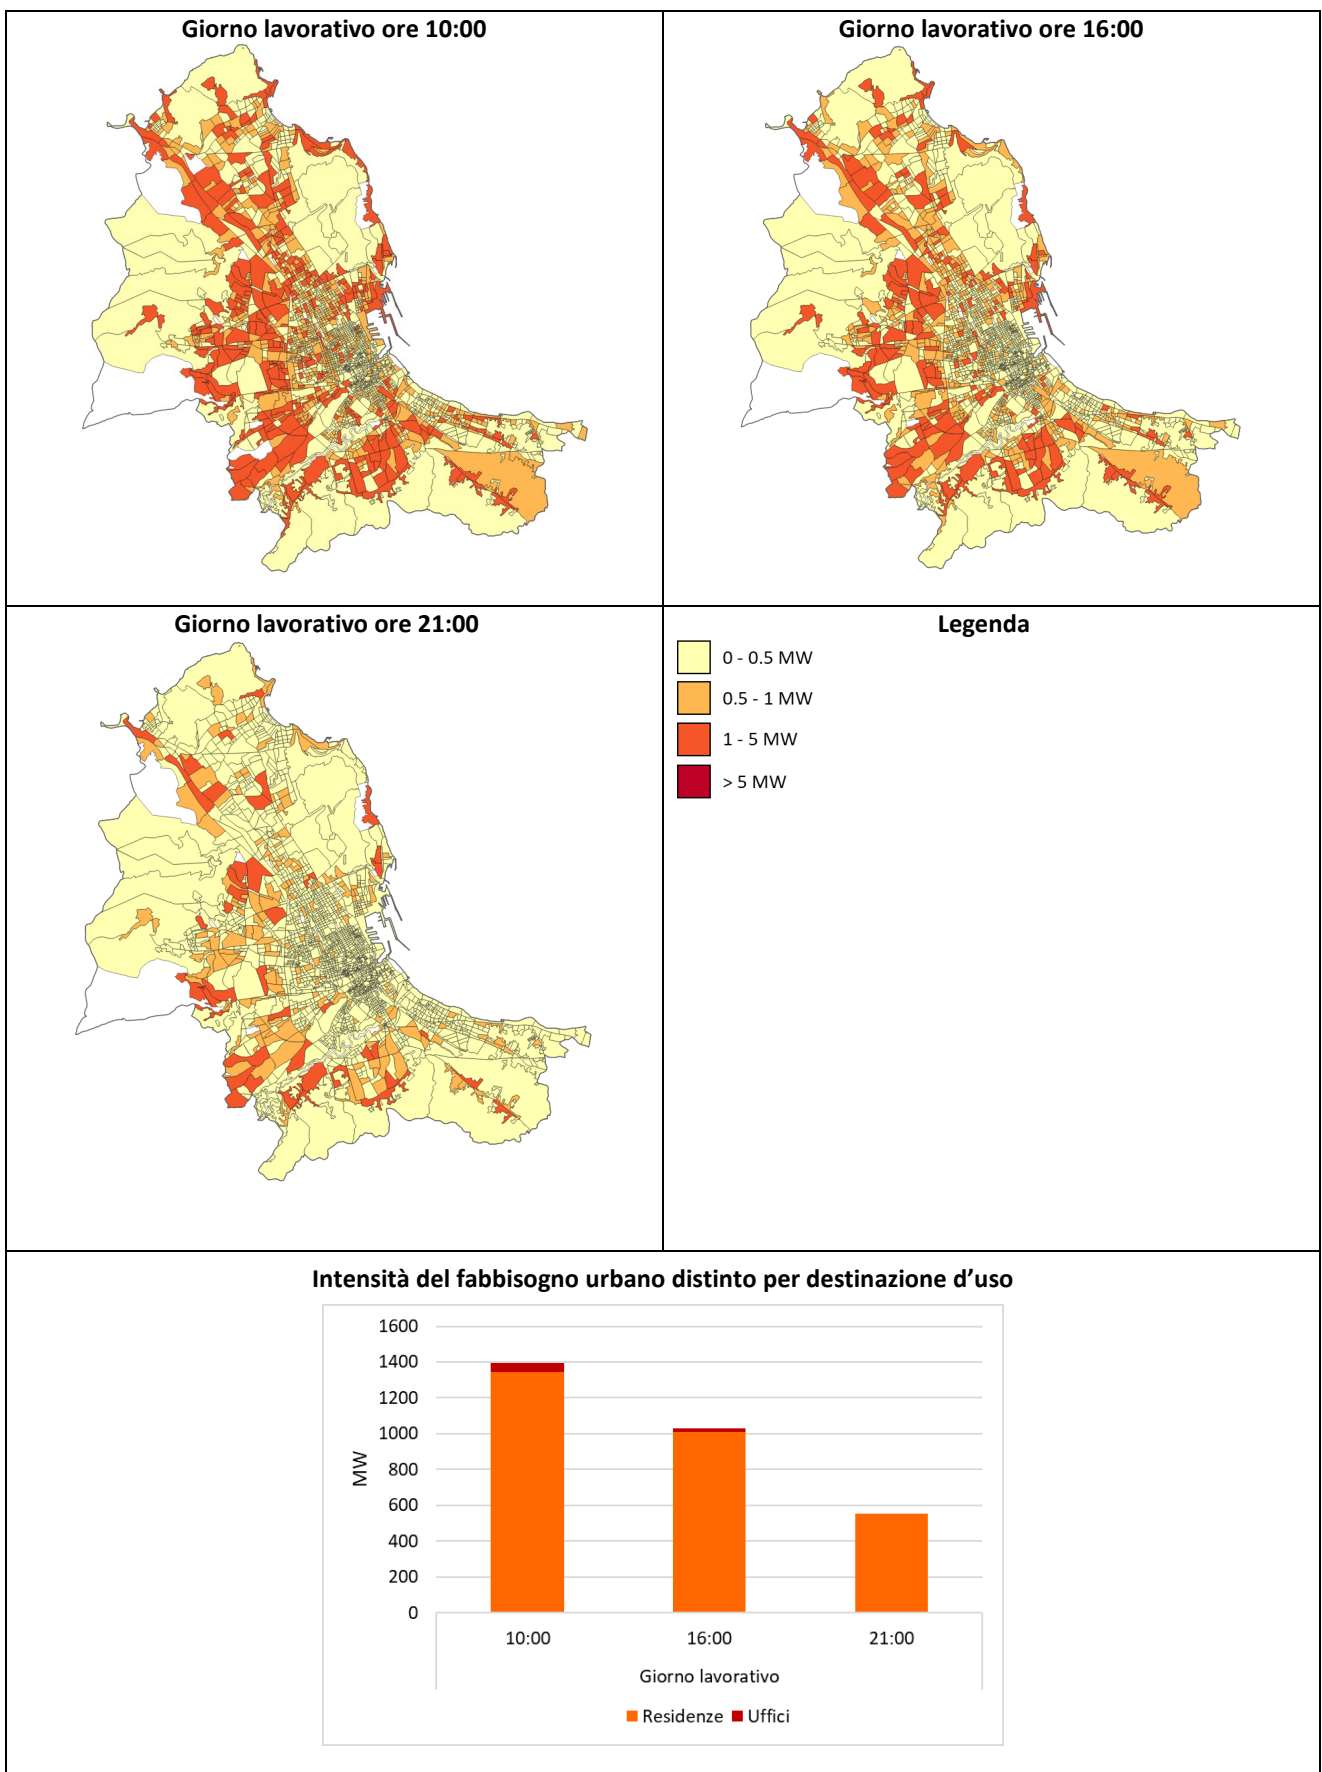 Giorno lavorativo ore 10:00
Giorno lavorativo ore 16:00
Giorno lavorativo ore 21:00
Legenda
0 - 0.5 MW
0.5 - 1 MW
1 - 5 MW
> 5 MW
Intensità del fabbisogno urbano distinto per destinazione d’uso
1600
1400
1200
1000
800
600
400
200
0
MW
10:00
16:00
21:00
Giorno lavorativo
Residenze
Uffici